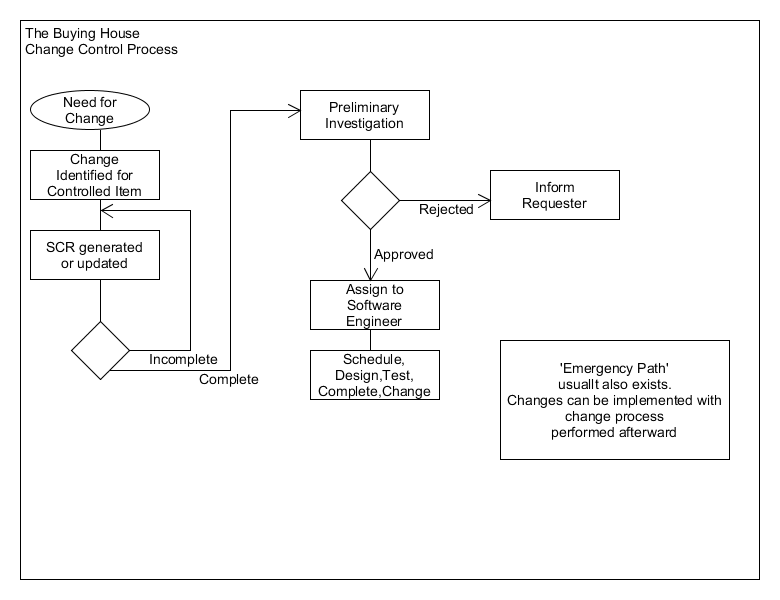 The Buying House
Change Control Process
Need for
Change
Change
Identified for
Controlled Item
SCR generated
or updated
Incomplete
Complete
Preliminary
Investigation
Rejected
Inform
Requester
Approved
Assign to
Software
Engineer
Schedule,
Design,Test,
Complete,Change
'Emergency Path'
usuallt also exists.
Changes can be implemented with
change process
performed afterward